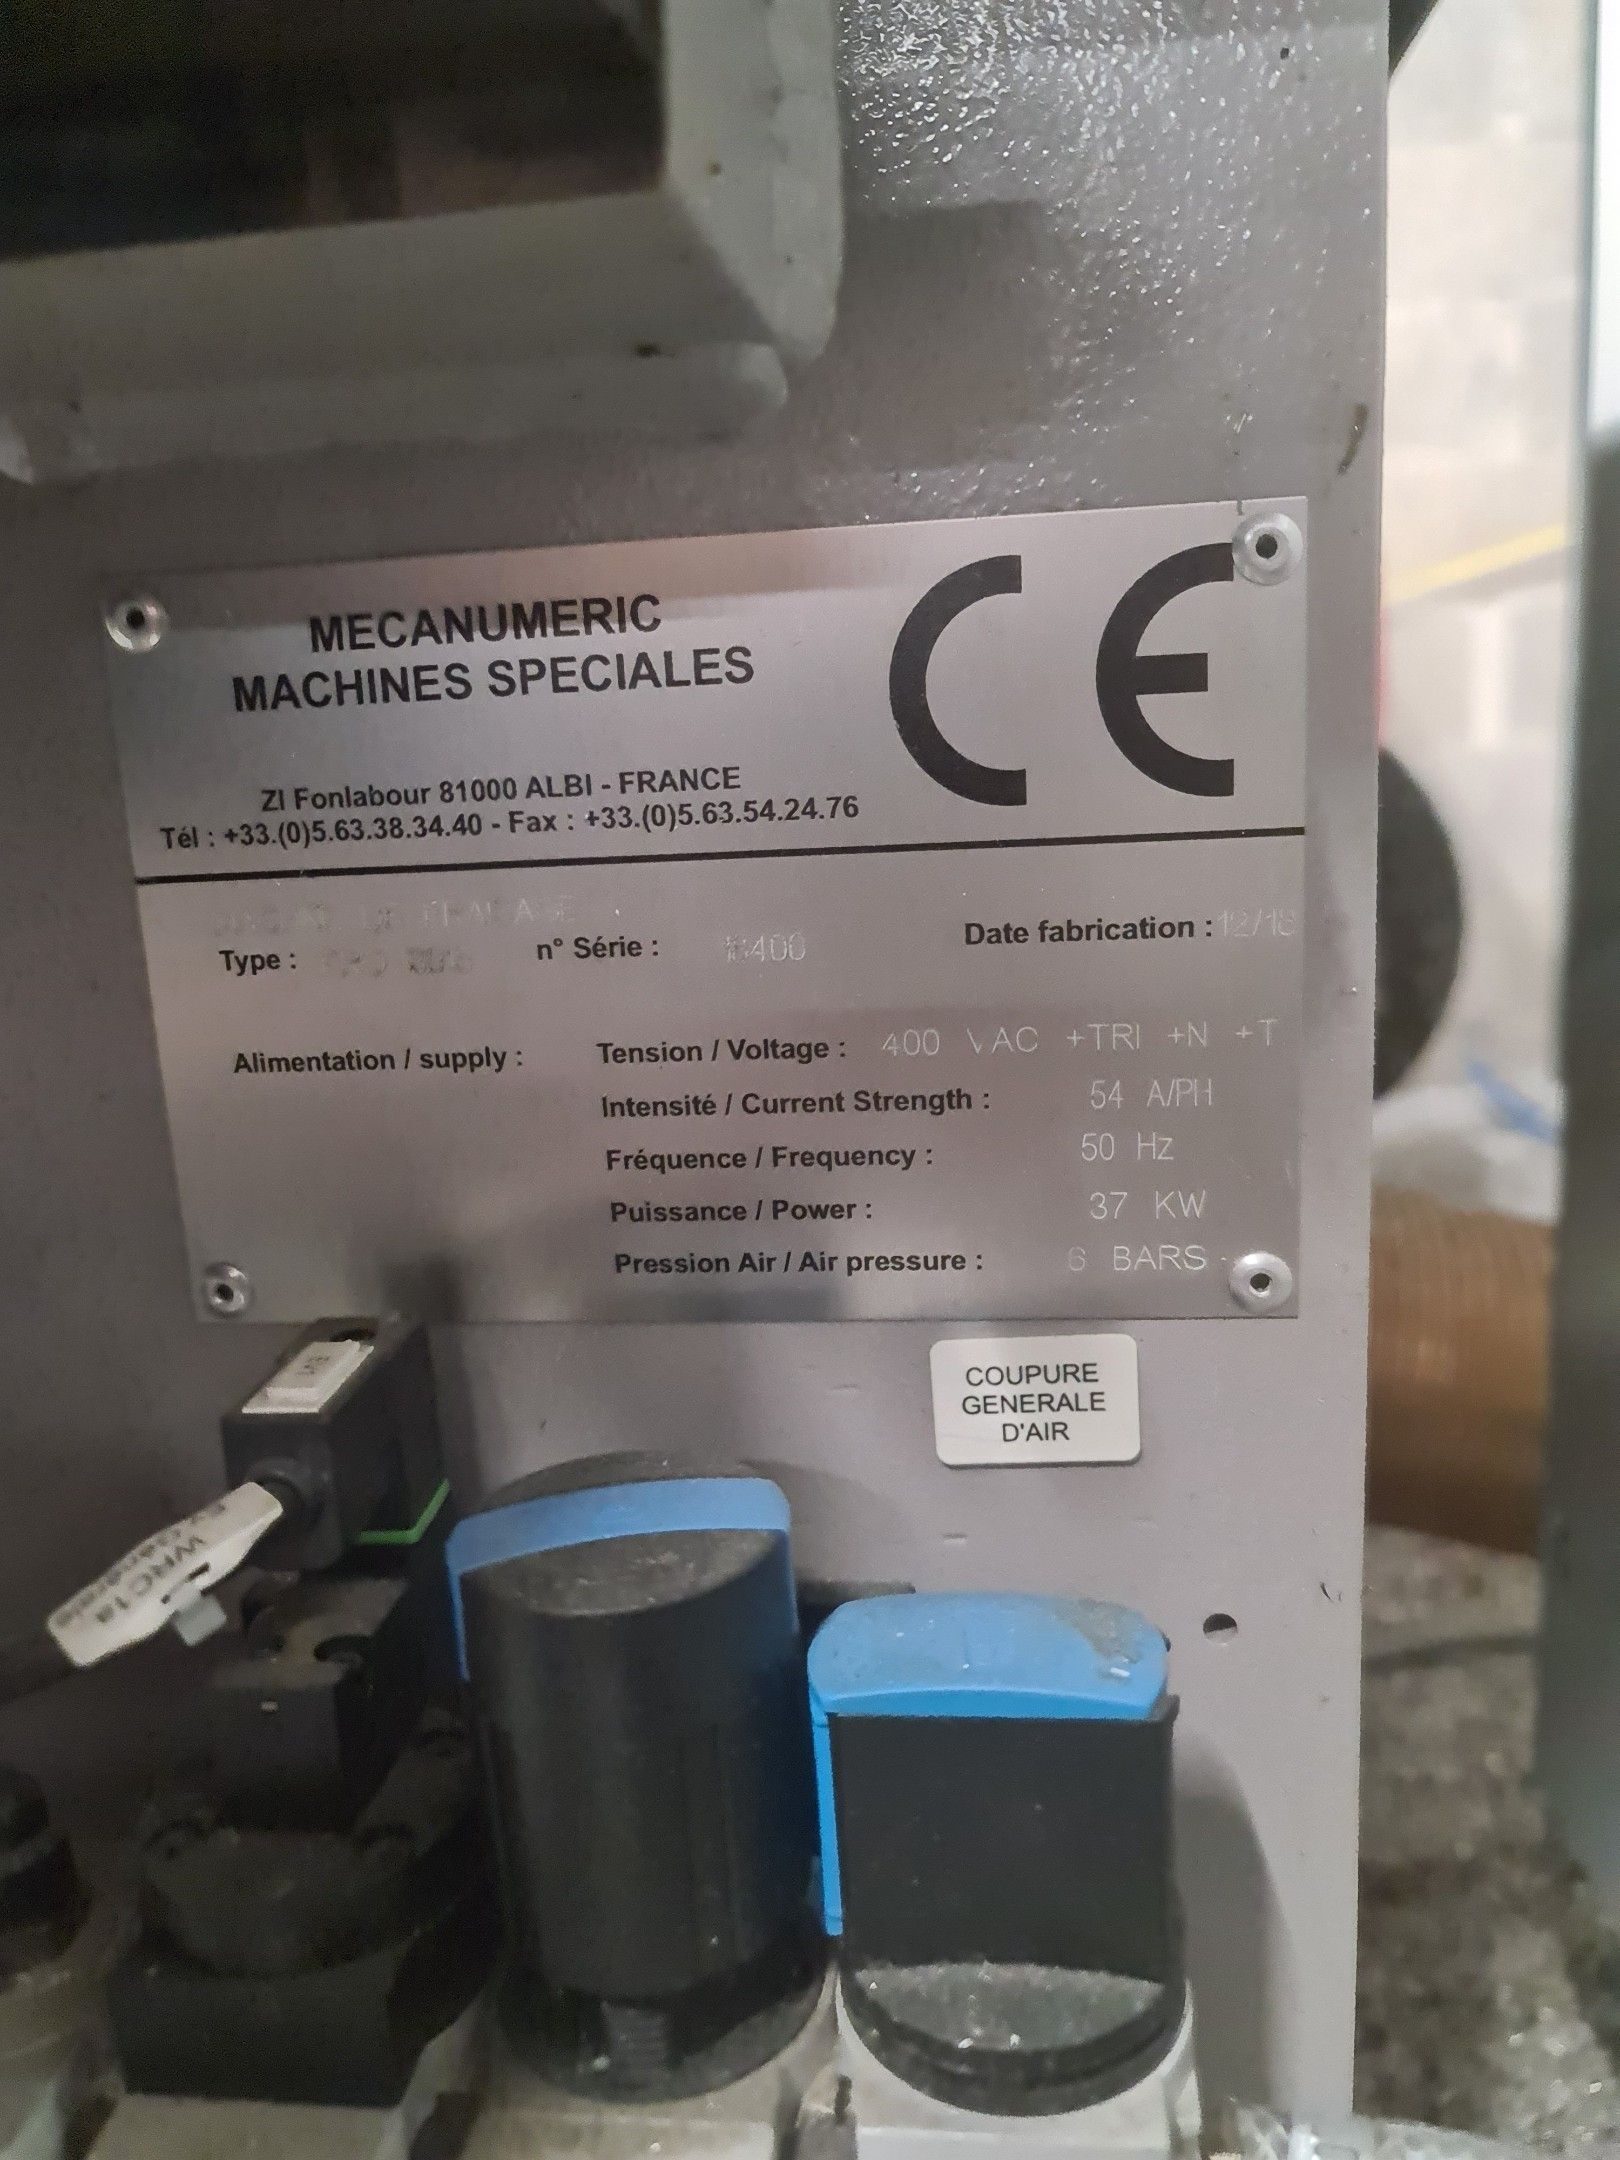 MECANUMERIC
MACHINES SPECIALES
CE
ZI Fonlabour 81000 ALBI - FRANCE
Tél : +33.(0)5.63.38.34.40 - Fax : +33.(0)5.63.54.24.76
Type :
n° Série :
Date fabrication : 12/18
Alimentation / supply :
Tension / Voltage : 400 VAC +TRI +N +T
Intensité / Current Strength : 54 A/PH
Fréquence / Frequency : 50 Hz
Puissance / Power : 37 KW
Pression Air / Air pressure : 6 BARS
COUPURE
GENERALE
D'AIR